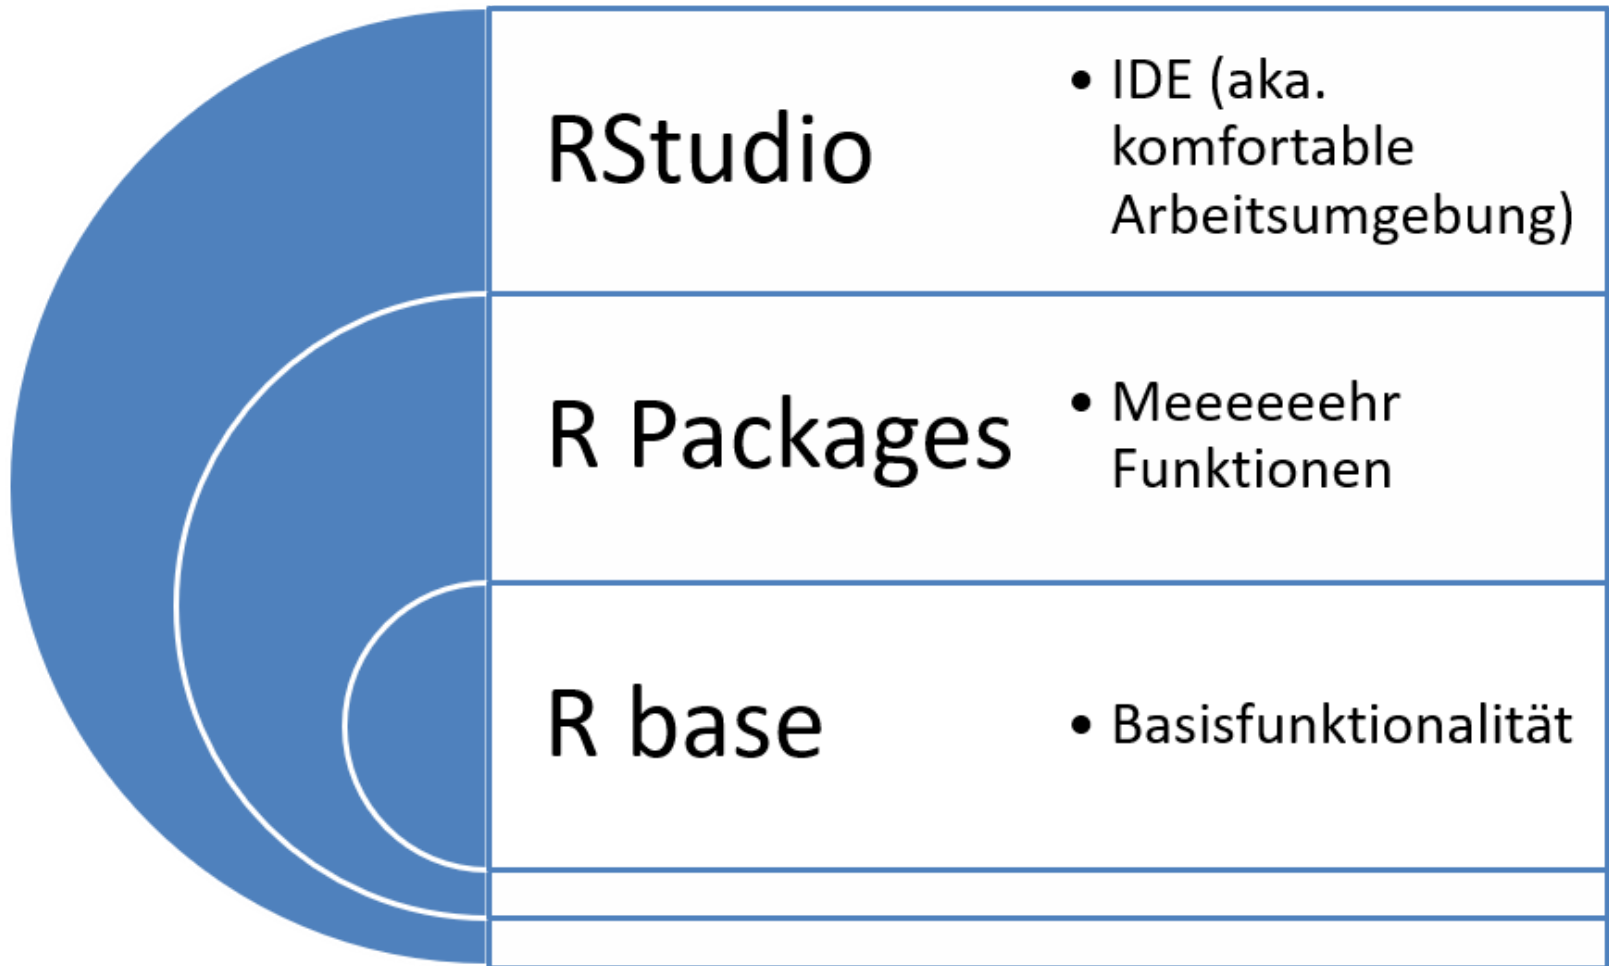 RStudio
• IDE (aka.
komfortable
Arbeitsumgebung)
R Packages
• Meeeeeehr
Funktionen
R base
• Basisfunktionalität